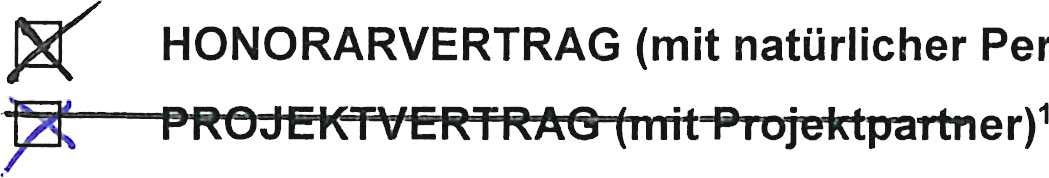 HONORARVERTRAG (mit natürlicher Per
PROJEKTVERTRAG (mit Projektpartner)¹